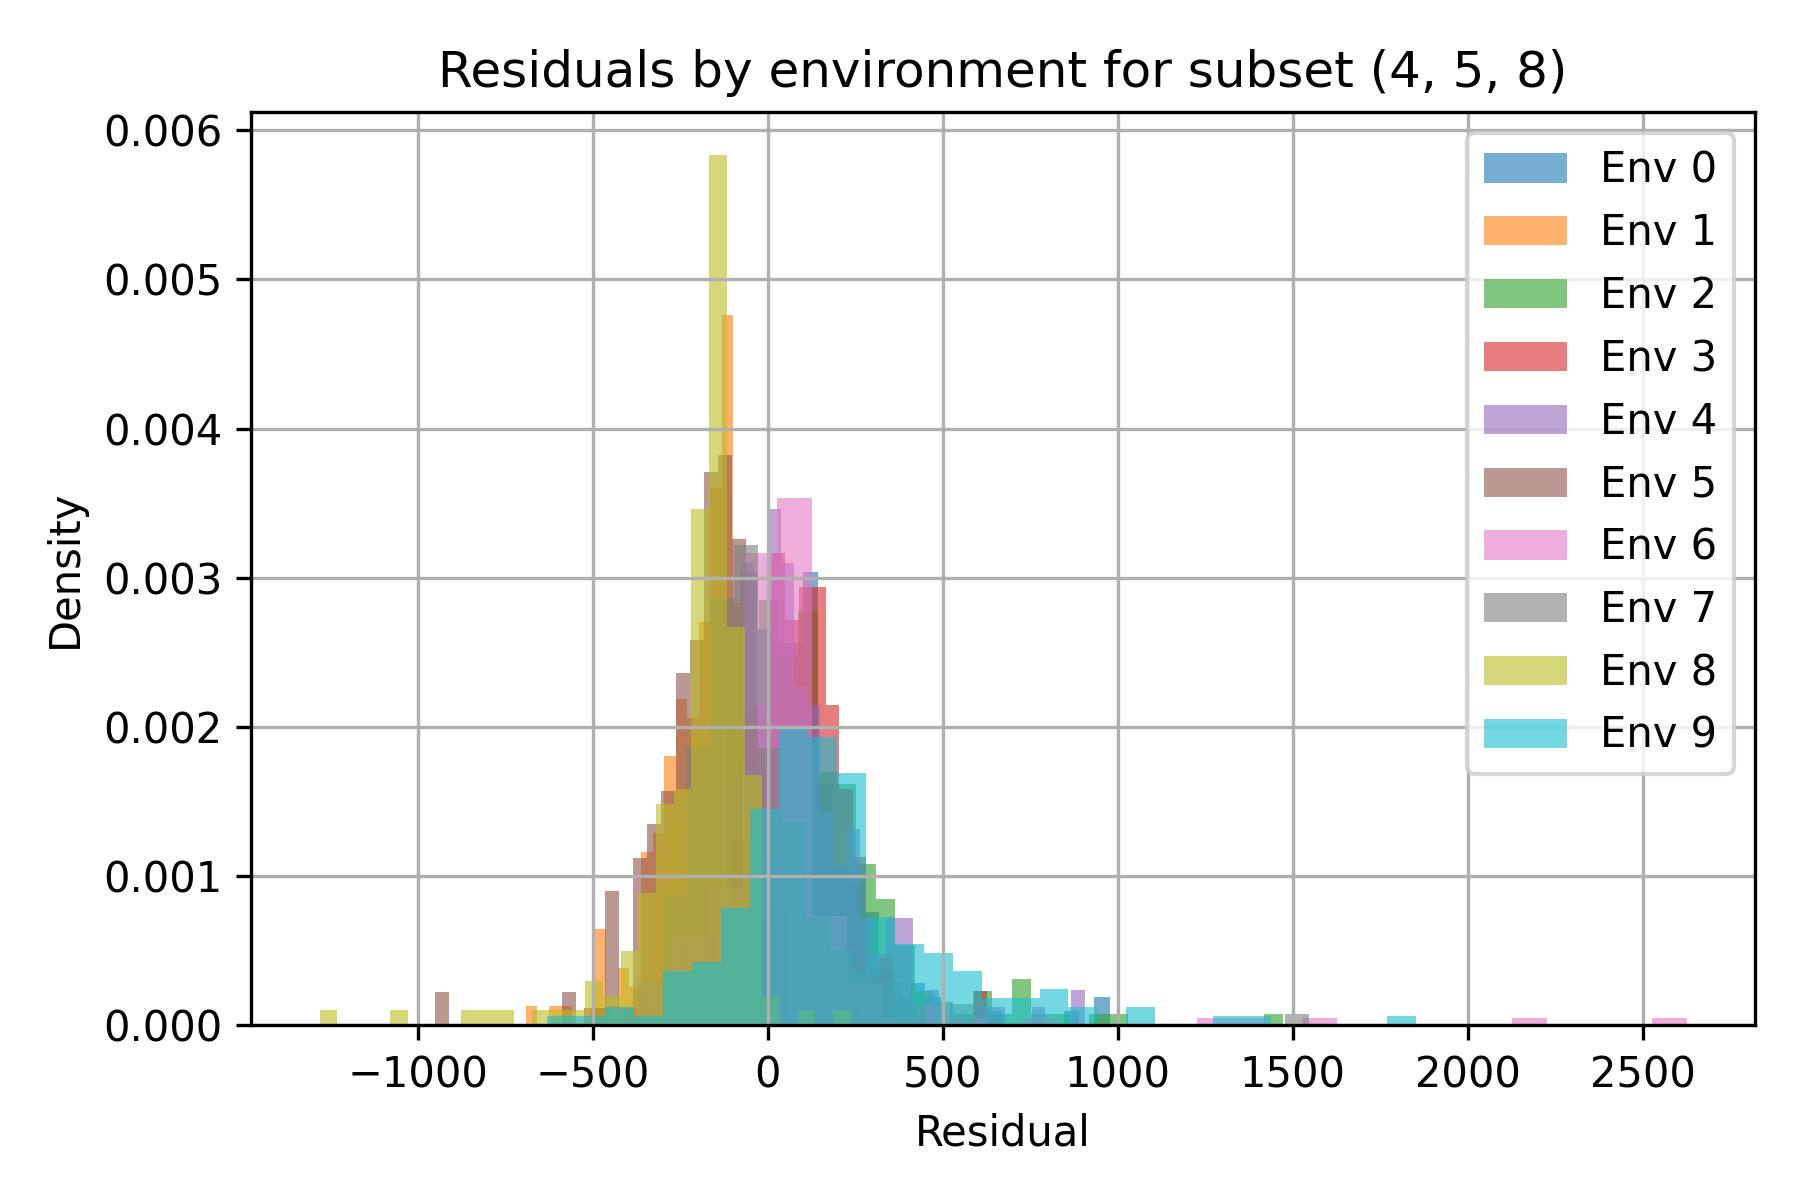 Residuals by environment for subset (4, 5, 8)
0.006
0.005
0.004
0.003
0.002
0.001
0.000
Density
−1000
−500
0
500
1000
1500
2000
2500
Residual
Env 0
Env 1
Env 2
Env 3
Env 4
Env 5
Env 6
Env 7
Env 8
Env 9